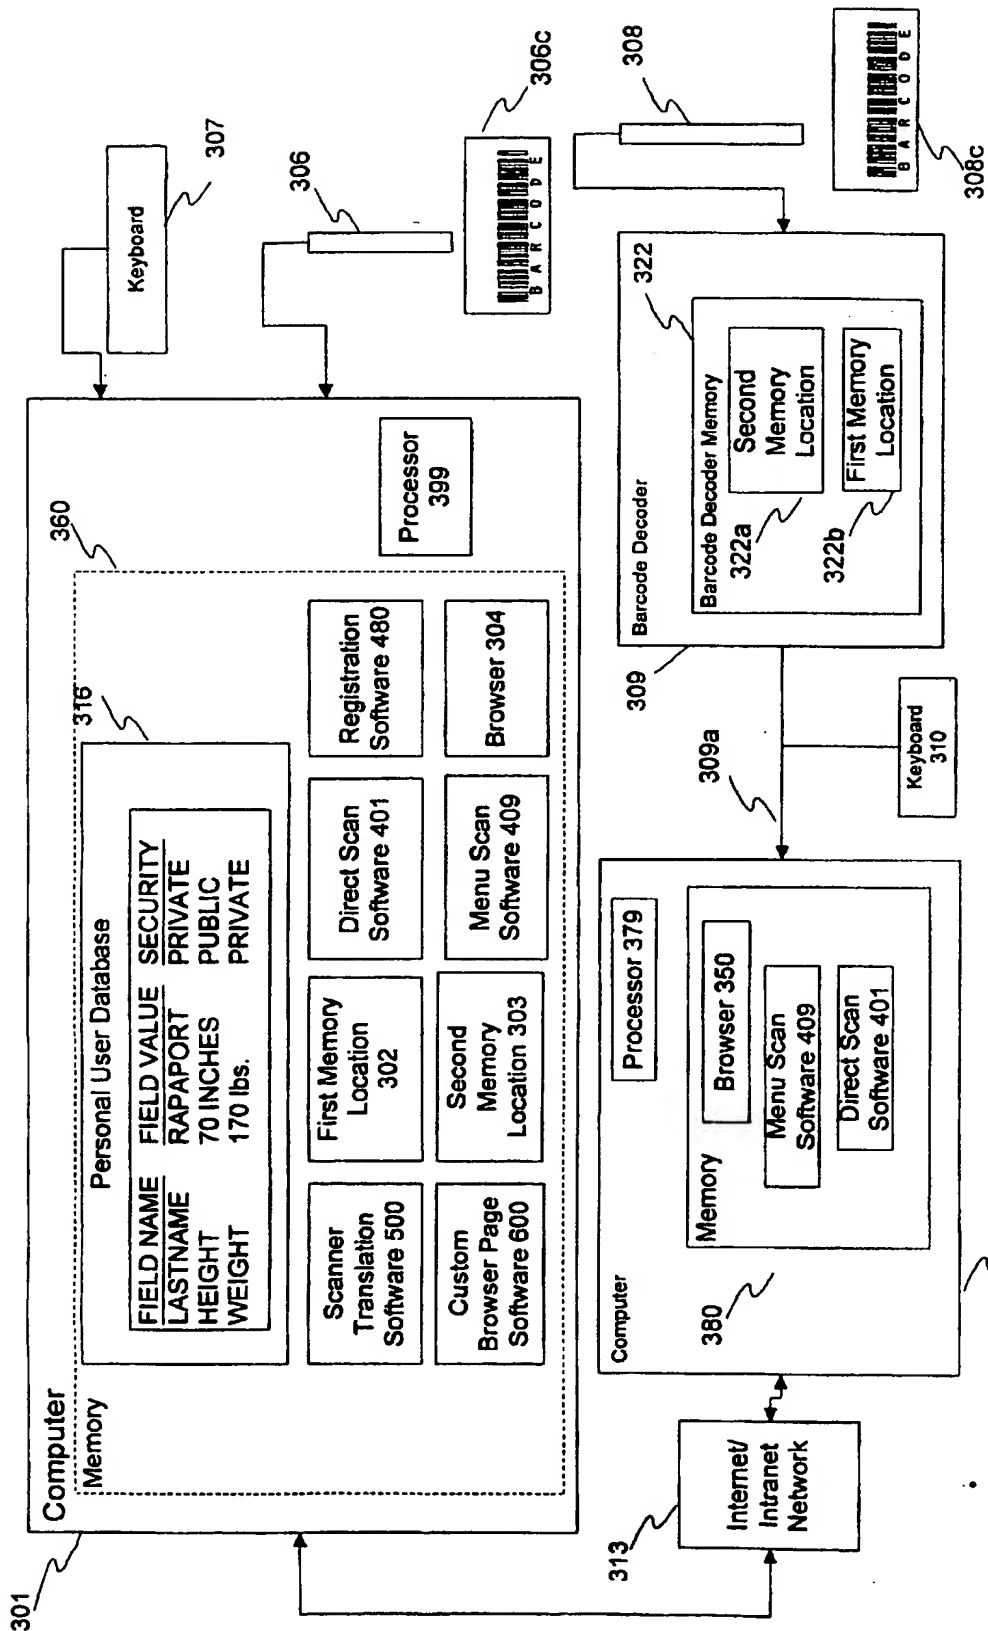 301
Computer
Memory
360
Personal User Database
316
FIELD NAME FIELD VALUE SECURITY
LASTNAME RAPAPORT PRIVATE
HEIGHT 70 INCHES PUBLIC
WEIGHT 170 lbs. PRIVATE
Scanner
Translation
Software 500
First Memory
Location
302
Direct Scan
Software 401
Registration
Software 480
Custom
Browser Page
Software 600
Second
Memory
Location 303
Menu Scan
Software 409
Browser 304
Processor
399
Keyboard
307
306
BARCODE
306c
313
Internet/
Intranet
Network
Computer
380
Memory
Processor 379
Browser 350
Menu Scan
Software 409
Direct Scan
Software 401
309a
Keyboard
310
309
Barcode Decoder
322
Barcode Decoder Memory
322a
Second
Memory
Location
322b
First Memory
Location
308
BARCODE
308c